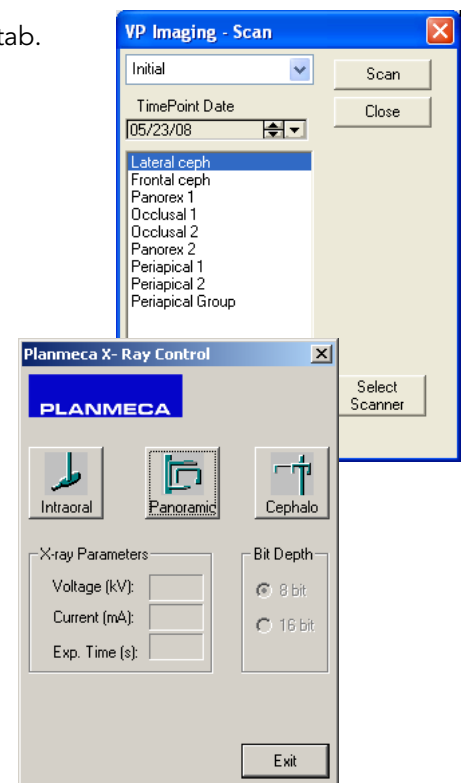 tab.
VP Imaging - Scan
Initial
Scan
TimePoint Date
Close
05/23/08
Lateral ceph
Frontal ceph
Panorex 1
Occlusal 1
Occlusal 2
Panorex 2
Periapical 1
Periapical 2
Periapical Group
Select
Scanner
Planmeca X- Ray Control
PLANMECA
Intraoral
Panoramic
Cephalo
X-ray Parameters
Voltage (kV):
Current (mA):
Exp. Time (s):
Bit Depth
8 bit
16 bit
Exit